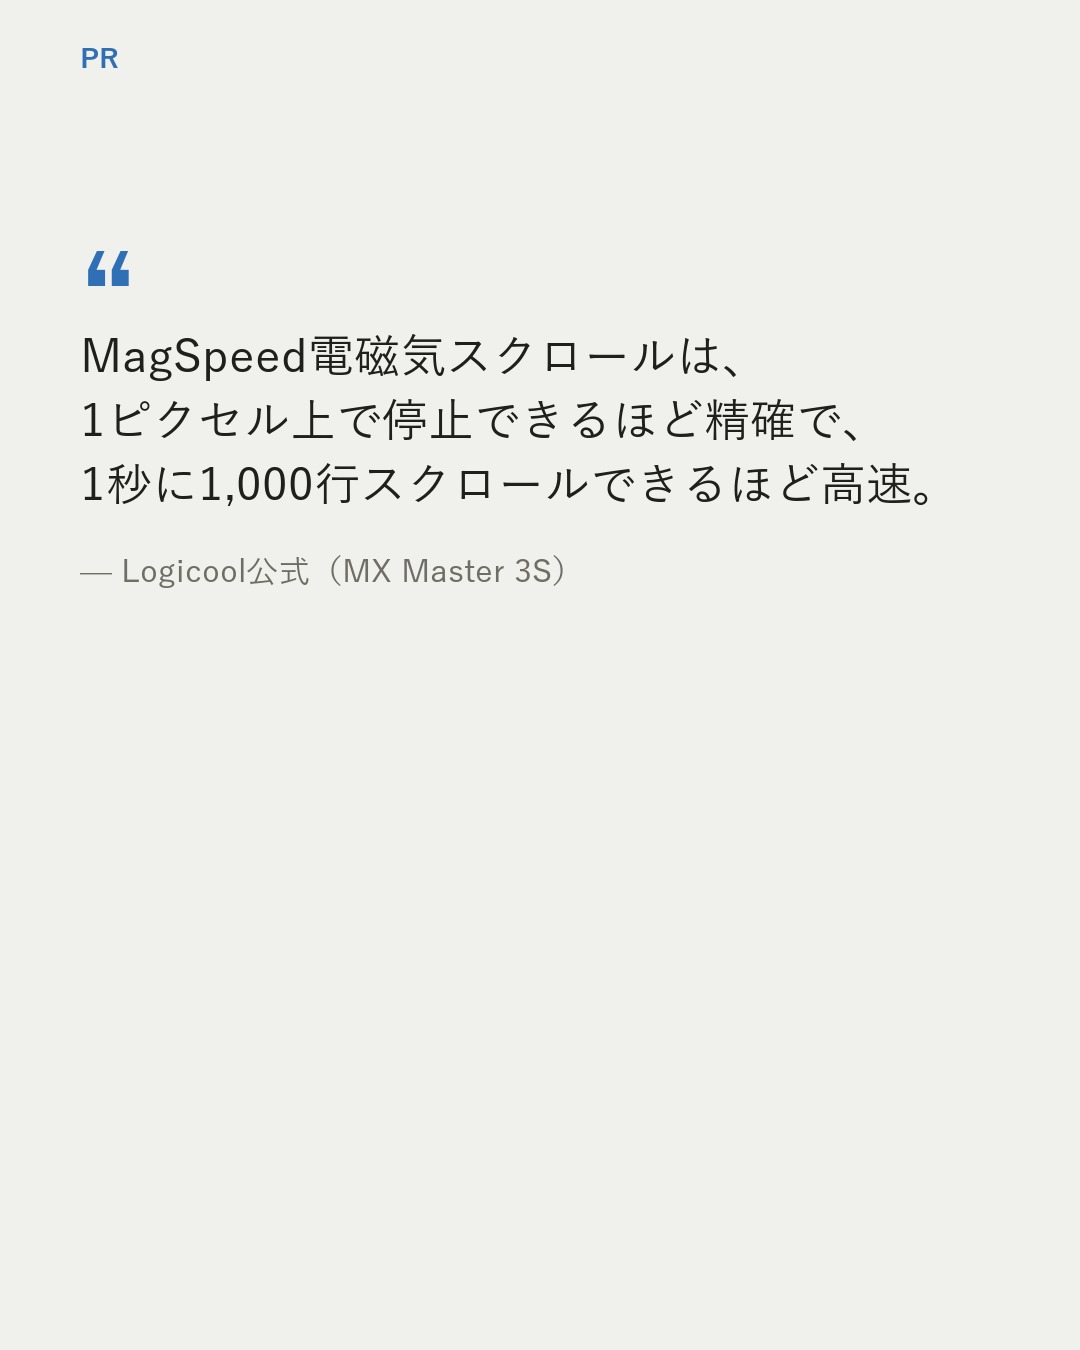 PR
“
MagSpeed電磁気スクロールは、
1ピクセル上で停止できるほど精確で、
1秒に1,000行スクロールできるほど高速。
— Logicool公式（MX Master 3S）